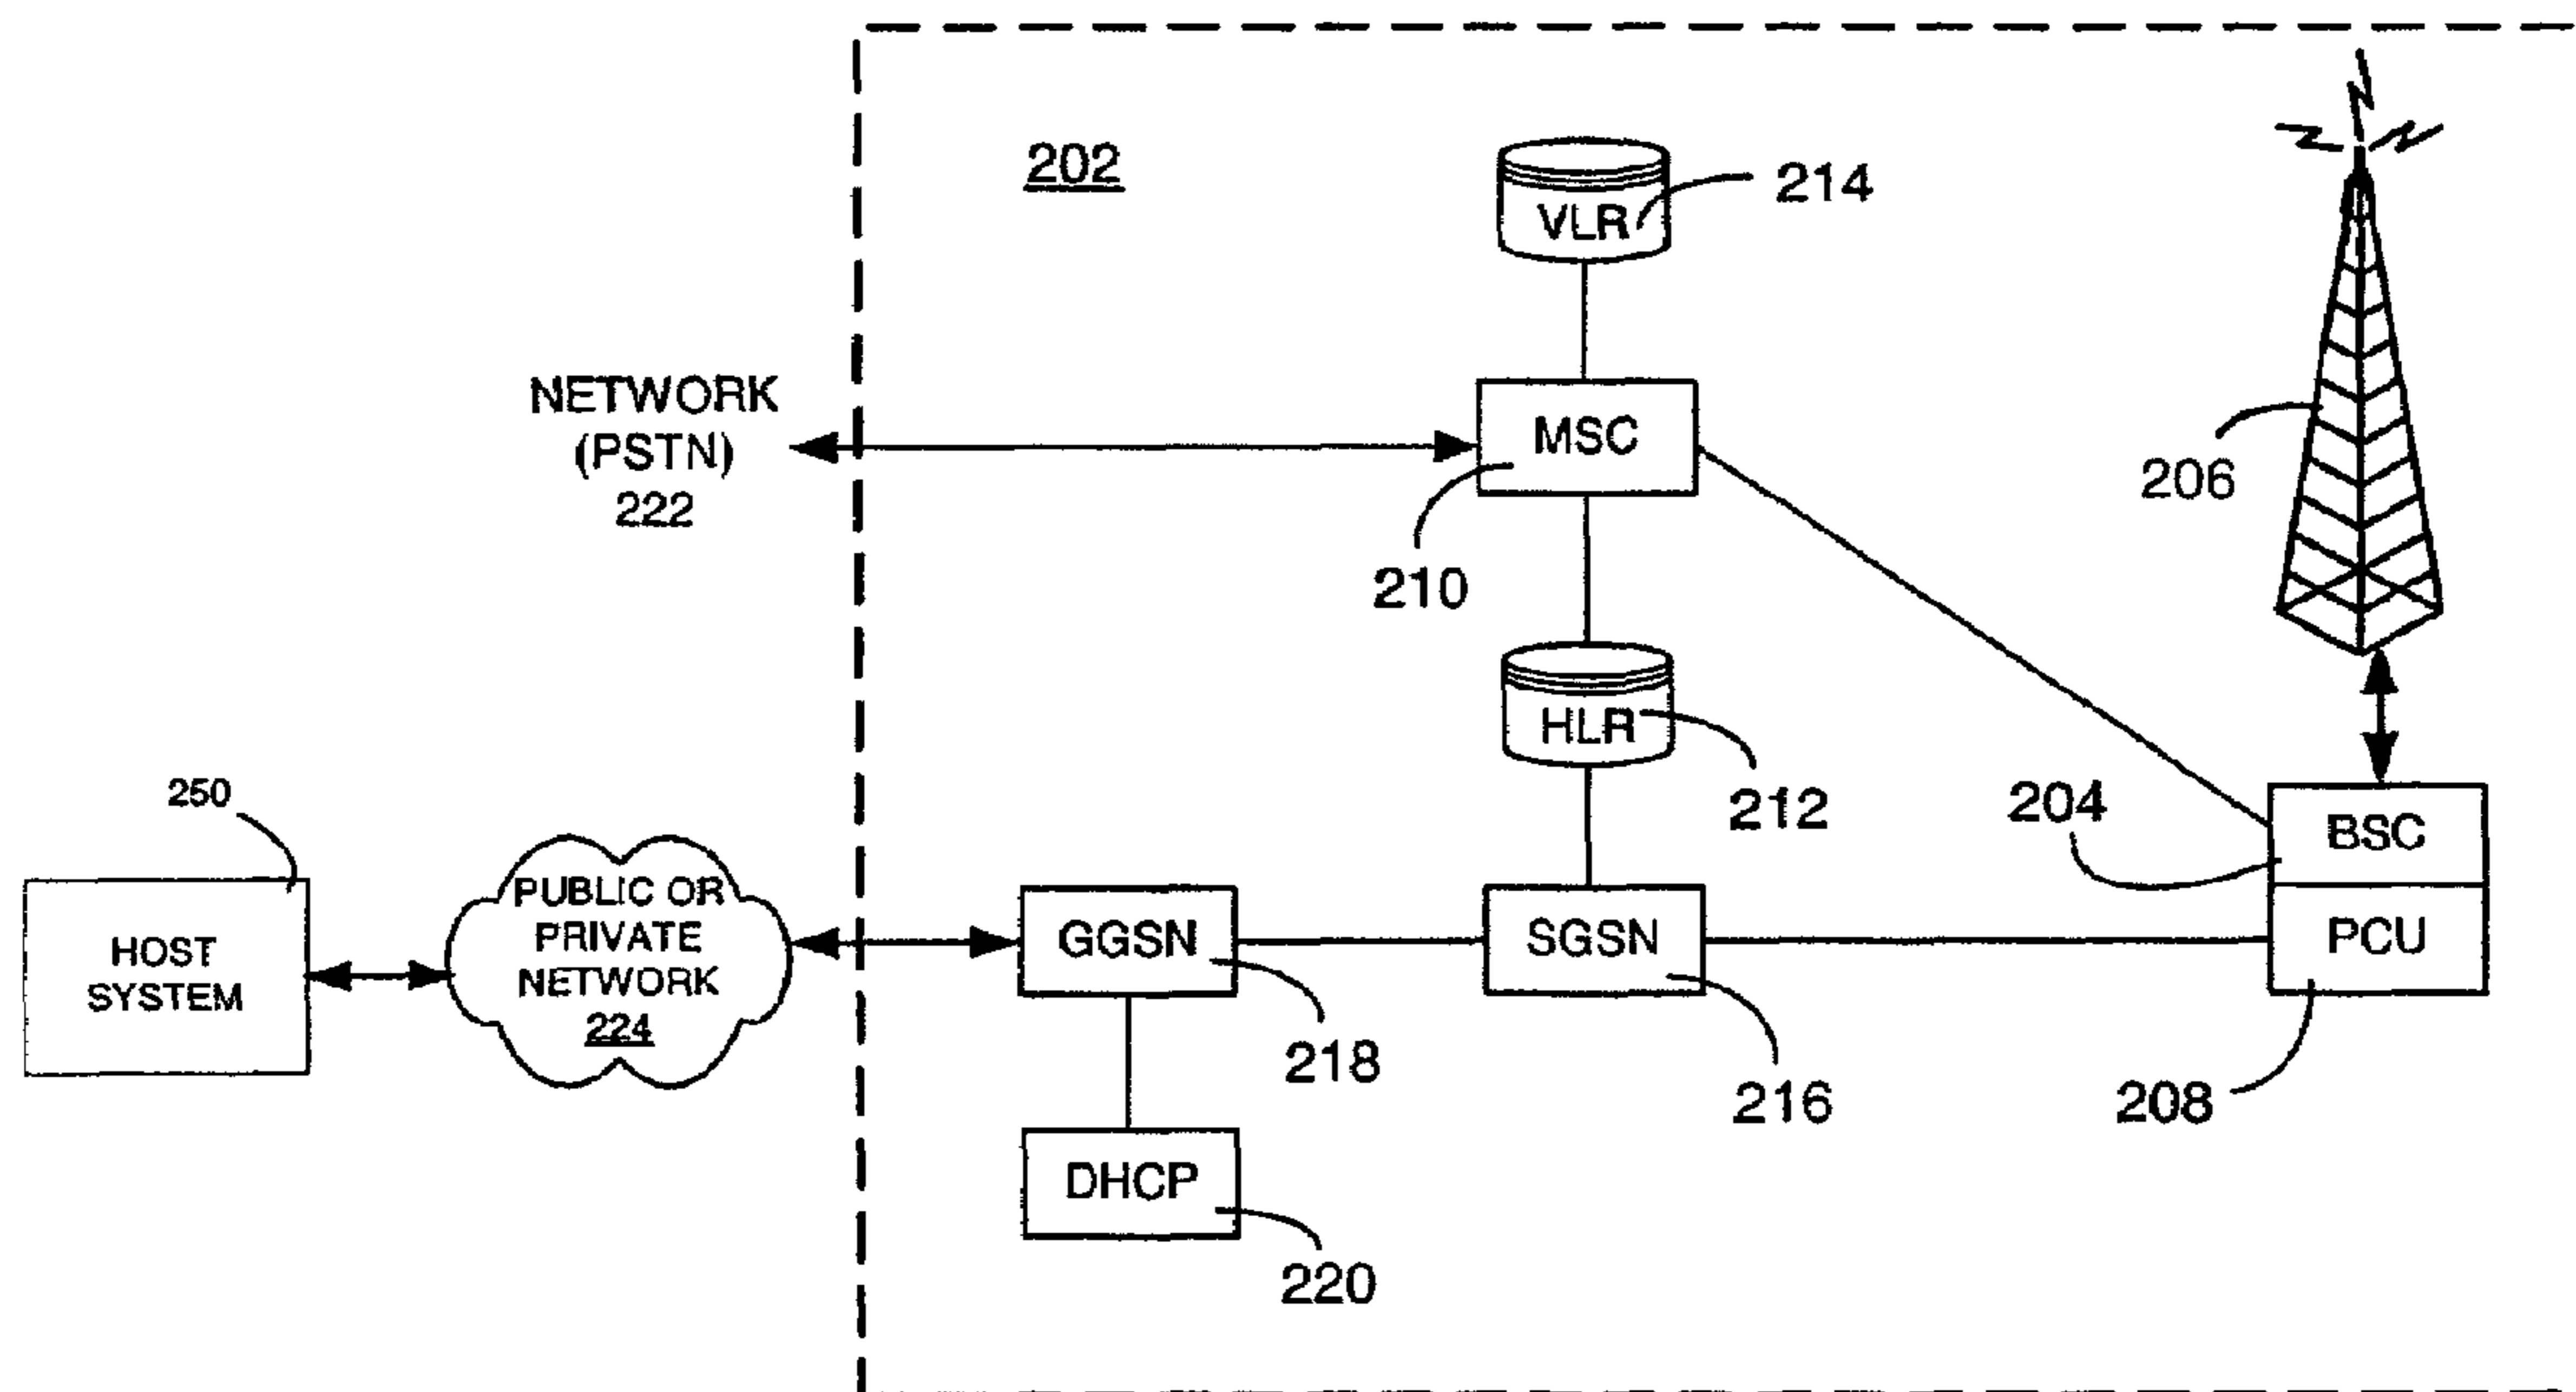 202
VLR
214
NETWORK
(PSTN)
222
MSC
210
206
HLR
212
250
HOST
SYSTEM
PUBLIC OR
PRIVATE
NETWORK
224
GGSN
218
SGSN
216
204
BSC
PCU
208
DHCP
220